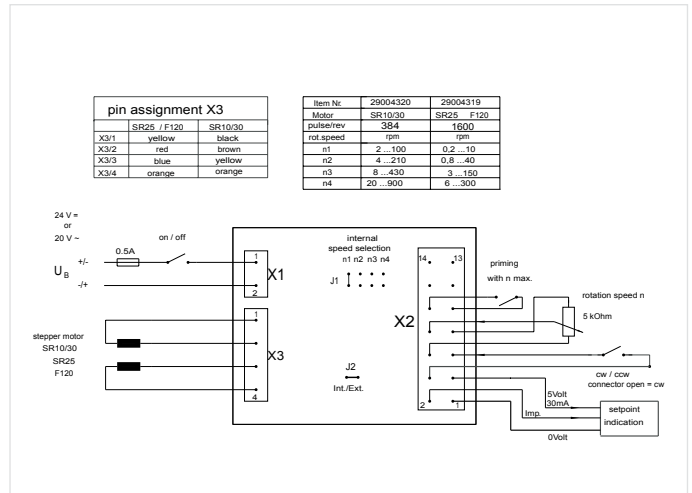 pin assignment X3
SR25 / F120 SR10/30
X3/1 yellow black
X3/2 red brown
X3/3 blue yellow
X3/4 orange orange
Item Nr. 29004320 29004319
Motor SR10/30 SR25 F120
pulse/rev 384 1600
rot.speed rpm rpm
n1 2 ...100 0,2 ...10
n2 4 ...210 0,8 ...40
n3 8 ...430 3 ...150
n4 20 ...900 6 ...300
24 V =
or
20 V ~
on / off
0.5A
+/-
UB
-/+
1
X1
2
internal
speed selection
n1 n2 n3 n4
J1
14 13
priming
with n max.
rotation speed n
5 kOhm
X2
1
X3
4
stepper motor
SR10/30
SR25
F120
J2
Int./Ext.
cw / ccw
connector open = cw
2 1
5Volt
30mA
Imp.
0Volt
setpoint
indication